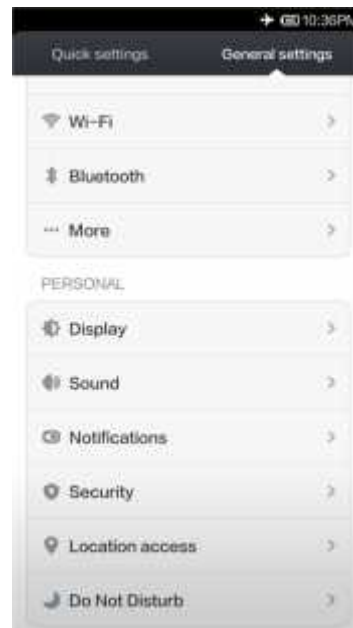 10:36PM
Quick settings
General settings
Wi-Fi
Bluetooth
More
PERSONAL
Display
Sound
Notifications
Security
Location access
Do Not Disturb